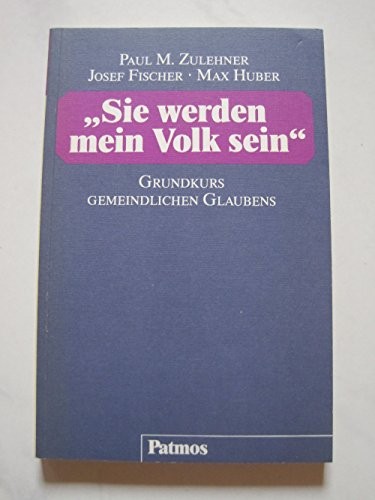 Paul M. Zulehner
Josef Fischer · Max Huber
„Sie werden
mein Volk sein“
Grundkurs
gemeindlichen Glaubens
Patmos